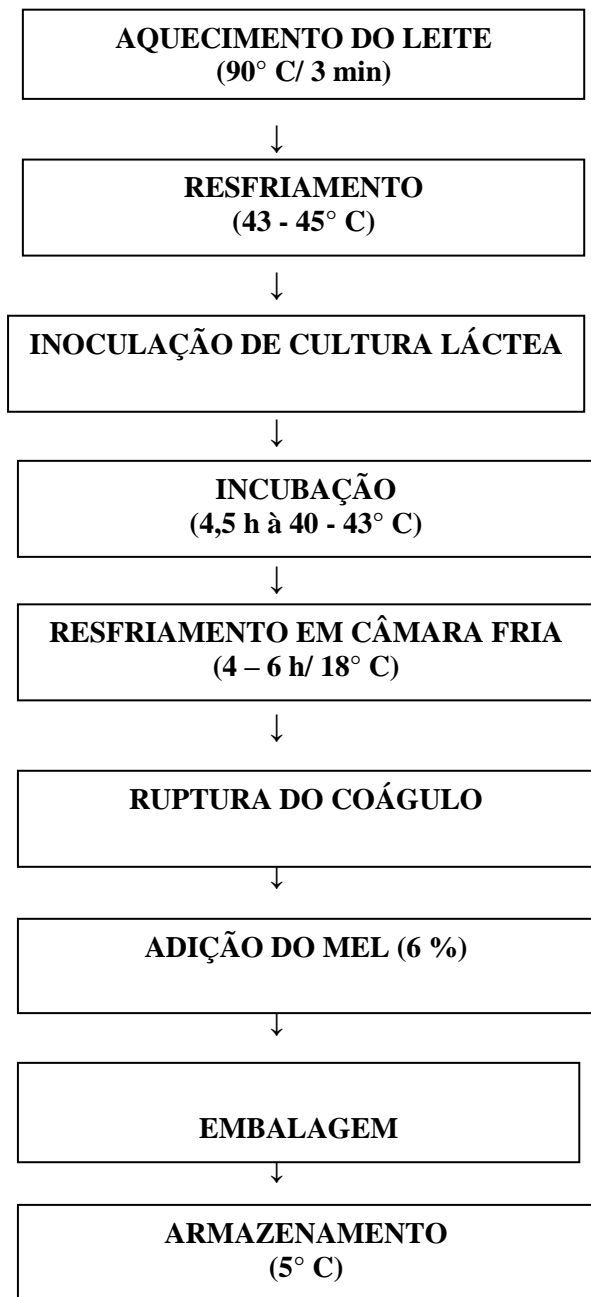 AQUECIMENTO DO LEITE
(90° C/ 3 min)
↓
RESFRIAMENTO
(43 - 45° C)
↓
INOCULAÇÃO DE CULTURA LÁCTEA
↓
INCUBAÇÃO
(4,5 h à 40 - 43° C)
↓
RESFRIAMENTO EM CÂMARA FRIA
(4 – 6 h/ 18° C)
↓
RUPTURA DO COÁGULO
↓
ADIÇÃO DO MEL (6 %)
↓
EMBALAGEM
↓
ARMAZENAMENTO
(5° C)